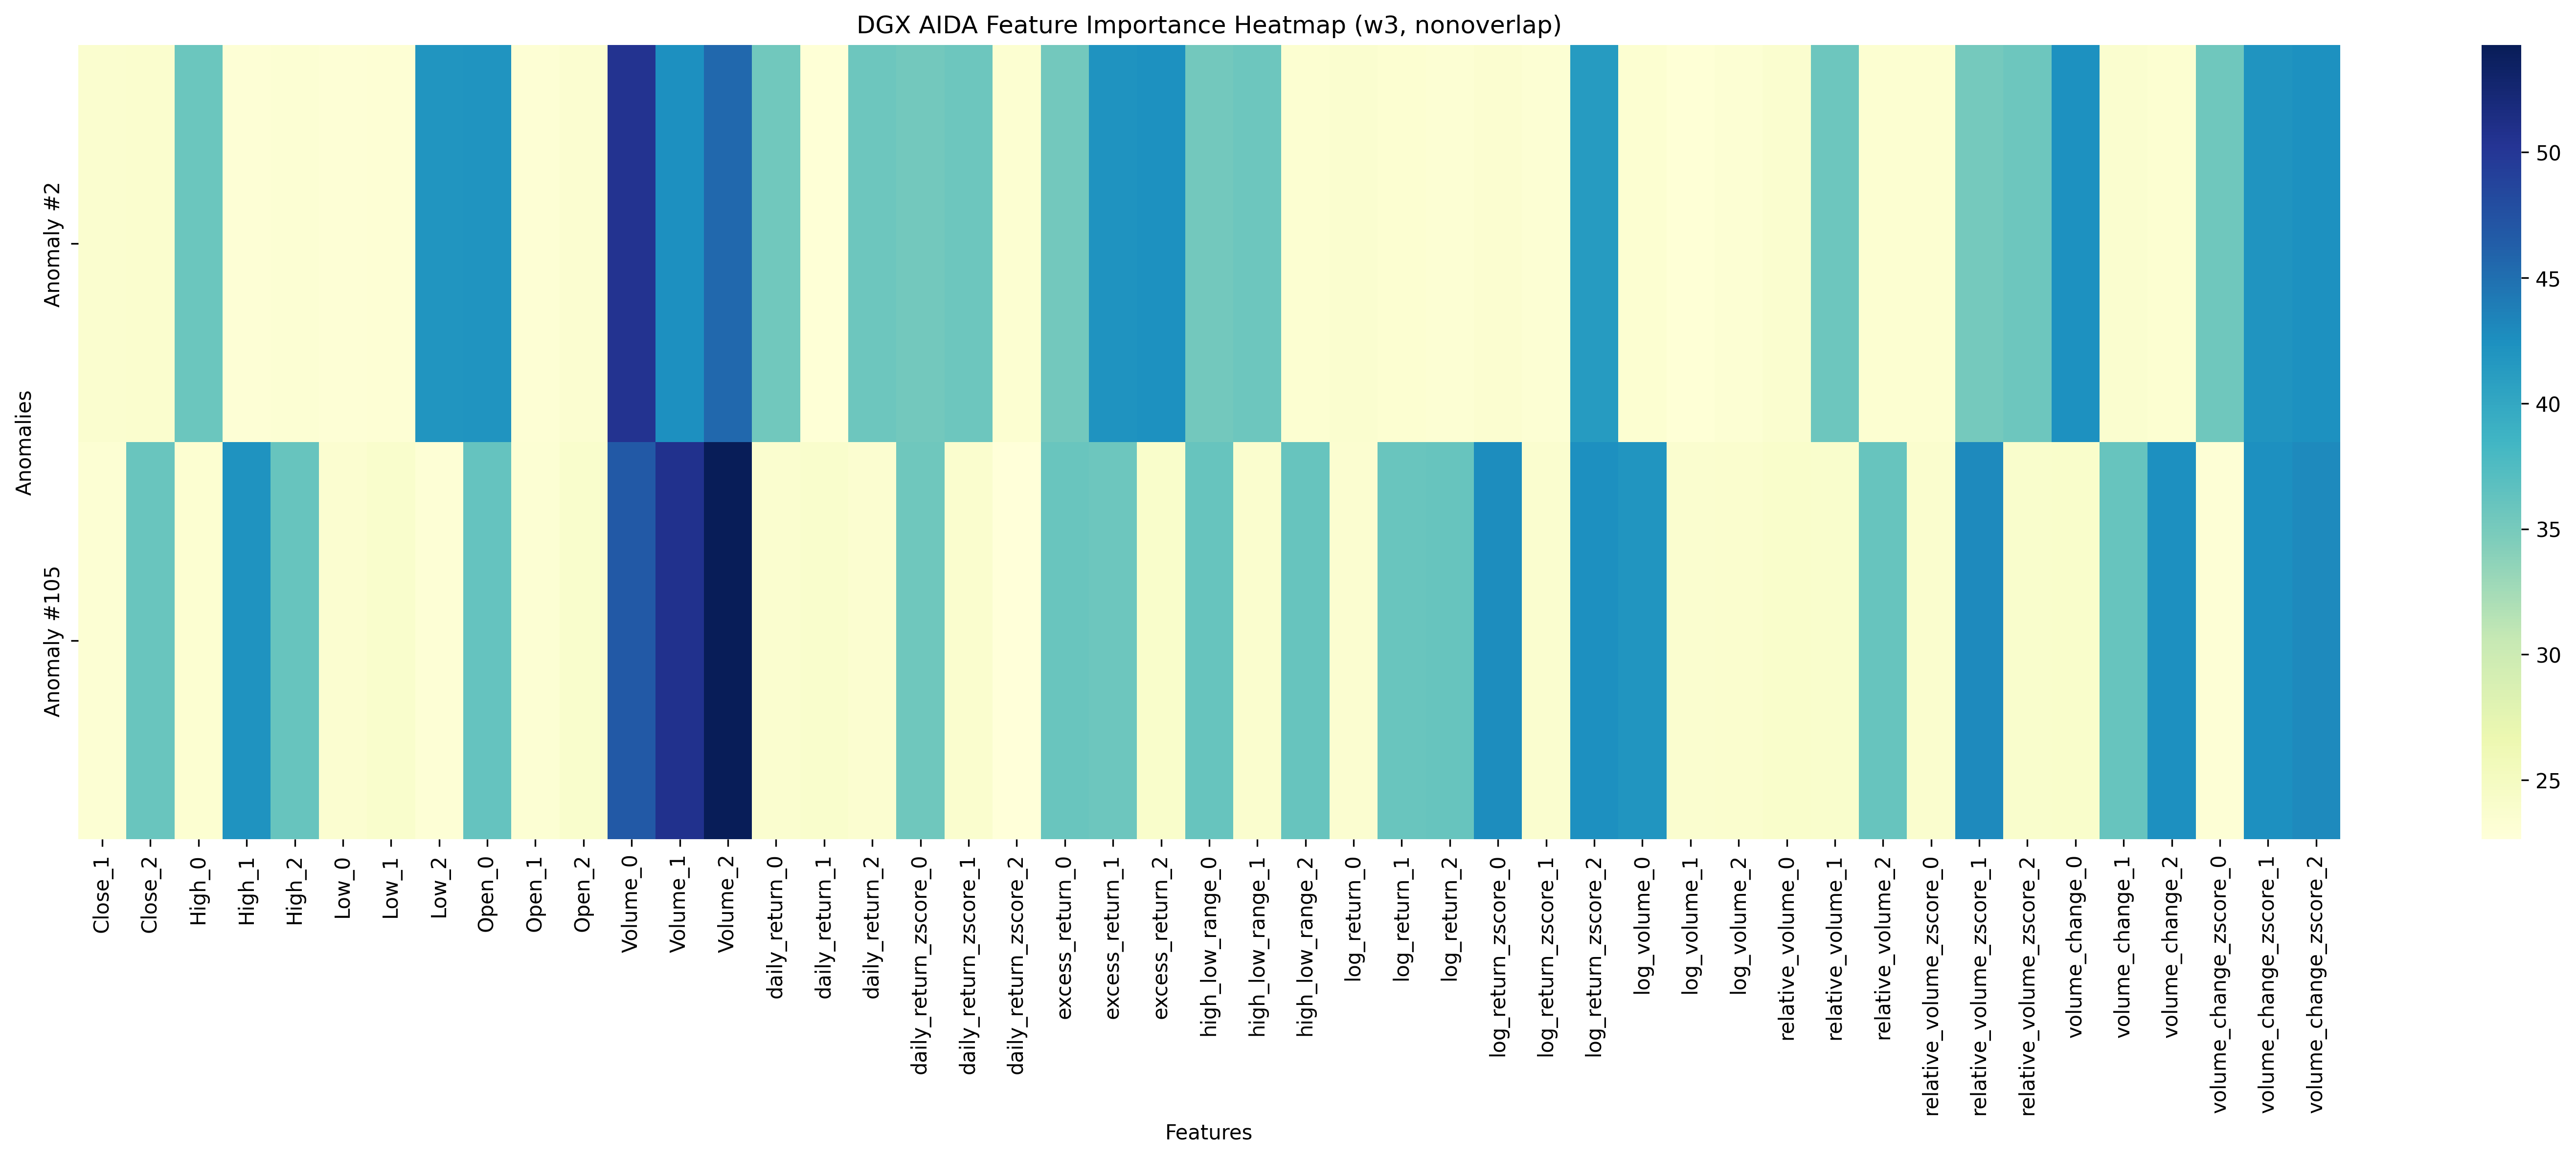 DGX AIDA Feature Importance Heatmap (w3, nonoverlap)
Anomalies
Anomaly #2
Anomaly #105
50
45
40
35
30
25
Close_1
Close_2
High_0
High_1
High_2
Low_0
Low_1
Low_2
Open_0
Open_1
Open_2
Volume_0
Volume_1
Volume_2
daily_return_0
daily_return_1
daily_return_2
daily_return_zscore_0
daily_return_zscore_1
daily_return_zscore_2
excess_return_0
excess_return_1
excess_return_2
high_low_range_0
high_low_range_1
high_low_range_2
log_return_0
log_return_1
log_return_2
log_return_zscore_0
log_return_zscore_1
log_return_zscore_2
log_volume_0
log_volume_1
log_volume_2
relative_volume_0
relative_volume_1
relative_volume_2
relative_volume_zscore_0
relative_volume_zscore_1
relative_volume_zscore_2
volume_change_0
volume_change_1
volume_change_2
volume_change_zscore_0
volume_change_zscore_1
volume_change_zscore_2
Features